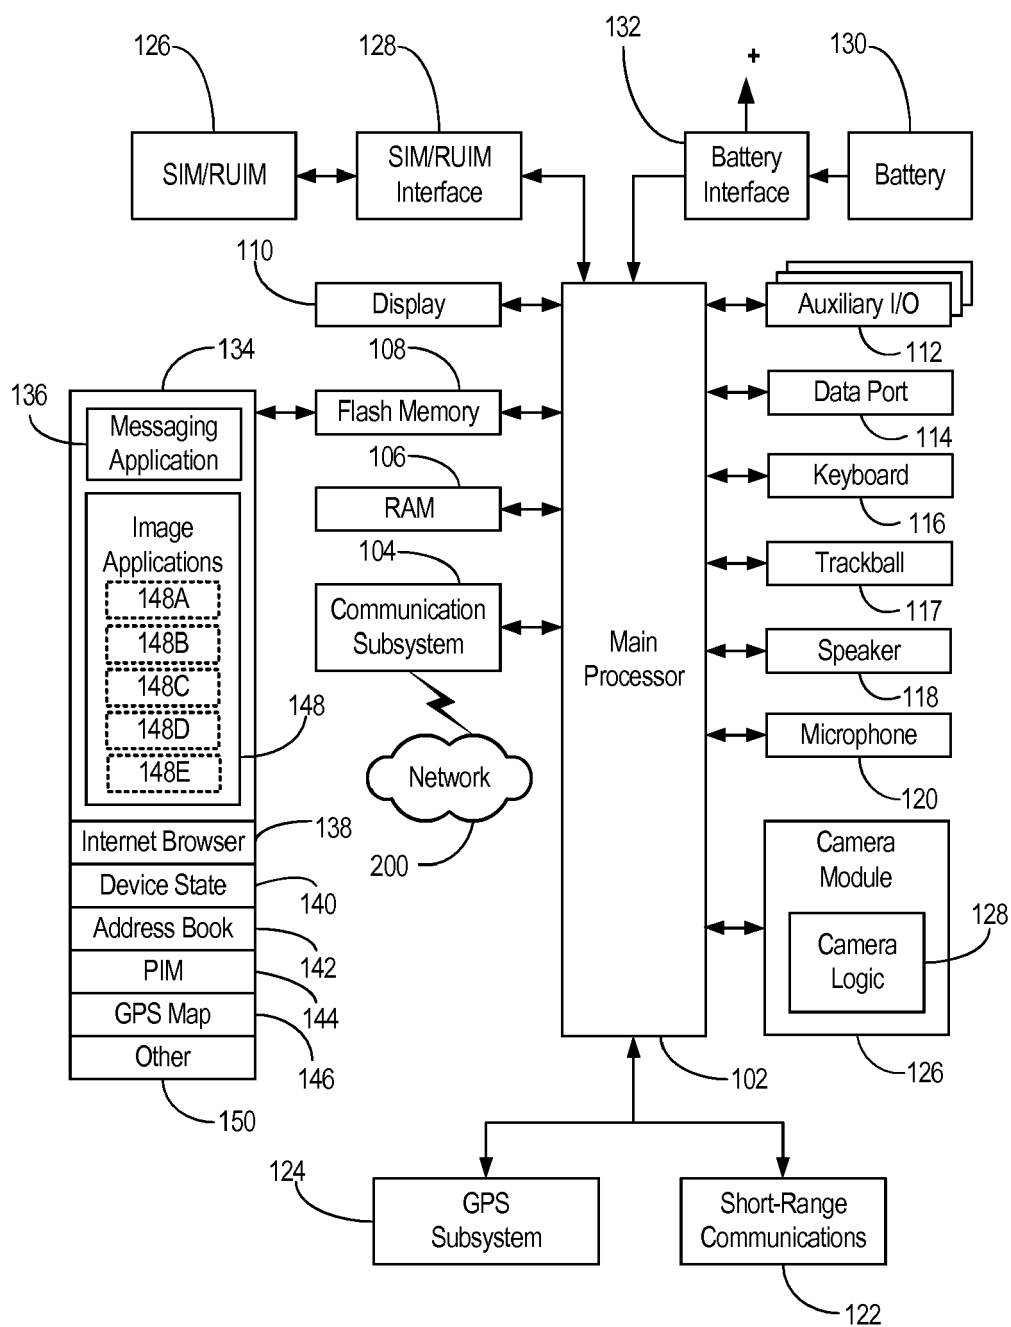 126
128
132
130
+
SIM/RUIM
SIM/RUIM
Interface
Battery
Interface
Battery
110
Display
Auxiliary I/O
112
134
108
136
Messaging
Application
Flash Memory
Data Port
114
106
RAM
Keyboard
116
Image
Applications
148A
148B
148C
148D
148E
148
104
Communication
Subsystem
Main
Processor
Trackball
117
Speaker
118
Network
200
Microphone
120
Internet Browser
138
Device State
140
Address Book
142
PIM
144
GPS Map
146
Other
150
Camera
Module
Camera
Logic
128
126
102
124
GPS
Subsystem
Short-Range
Communications
122